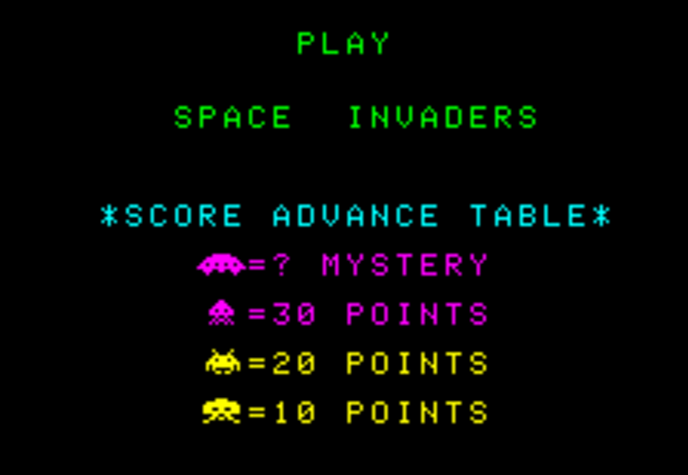 PLAY
SPACE INVADERS
*SCORE ADVANCE TABLE*
=? MYSTERY
=30 POINTS
=20 POINTS
=10 POINTS